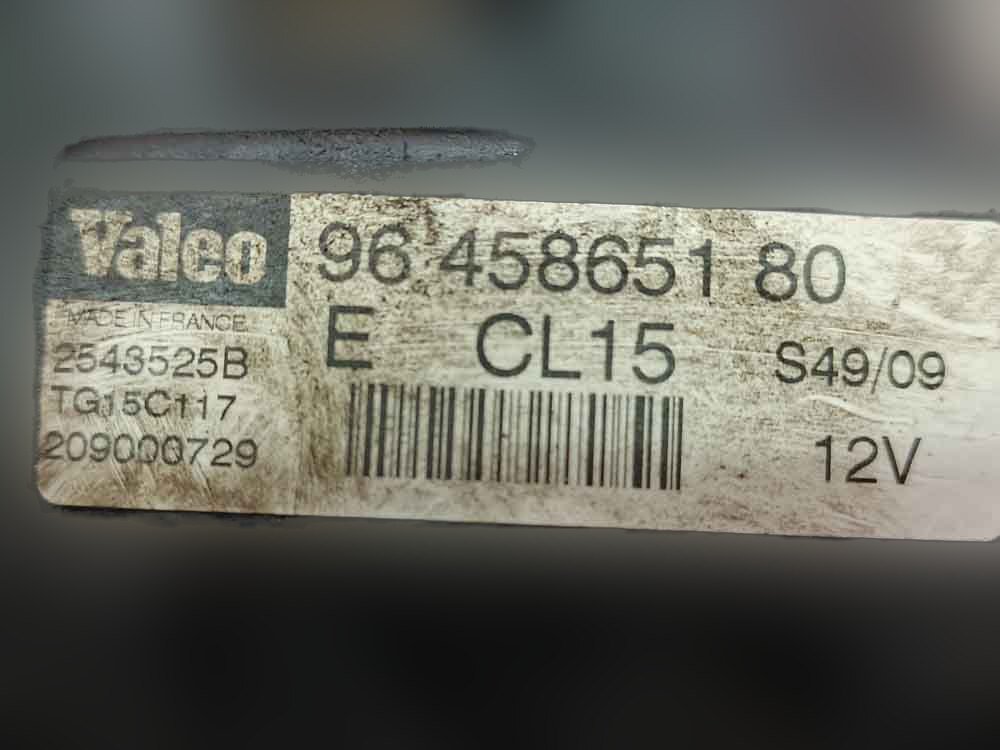 Valeo
MADE IN FRANCE
2543525B
TG15C117
209000729
96 458651 80
E CL15
S49/09
12V